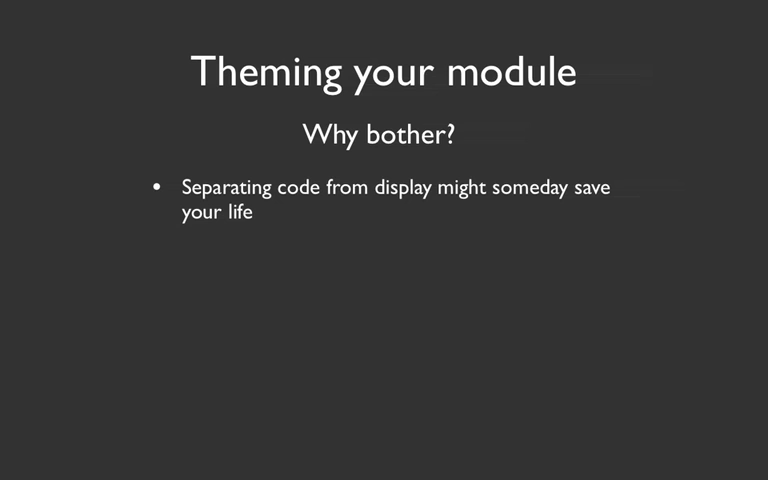 Theming your module
Why bother?
• Separating code from display might someday save
your life